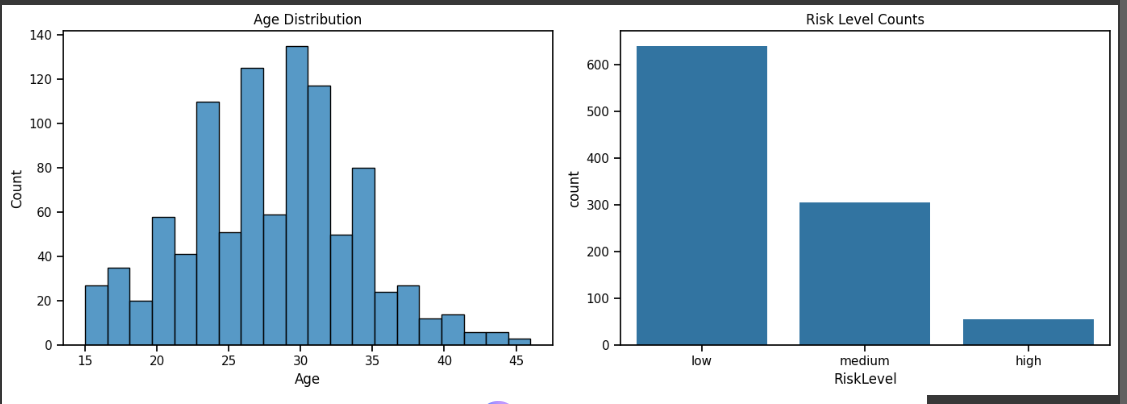 Age Distribution
140
120
100
80
60
40
20
0
Count
15 20 25 30 35 40 45
Age
Risk Level Counts
600
500
400
300
200
100
0
count
low medium high
RiskLevel